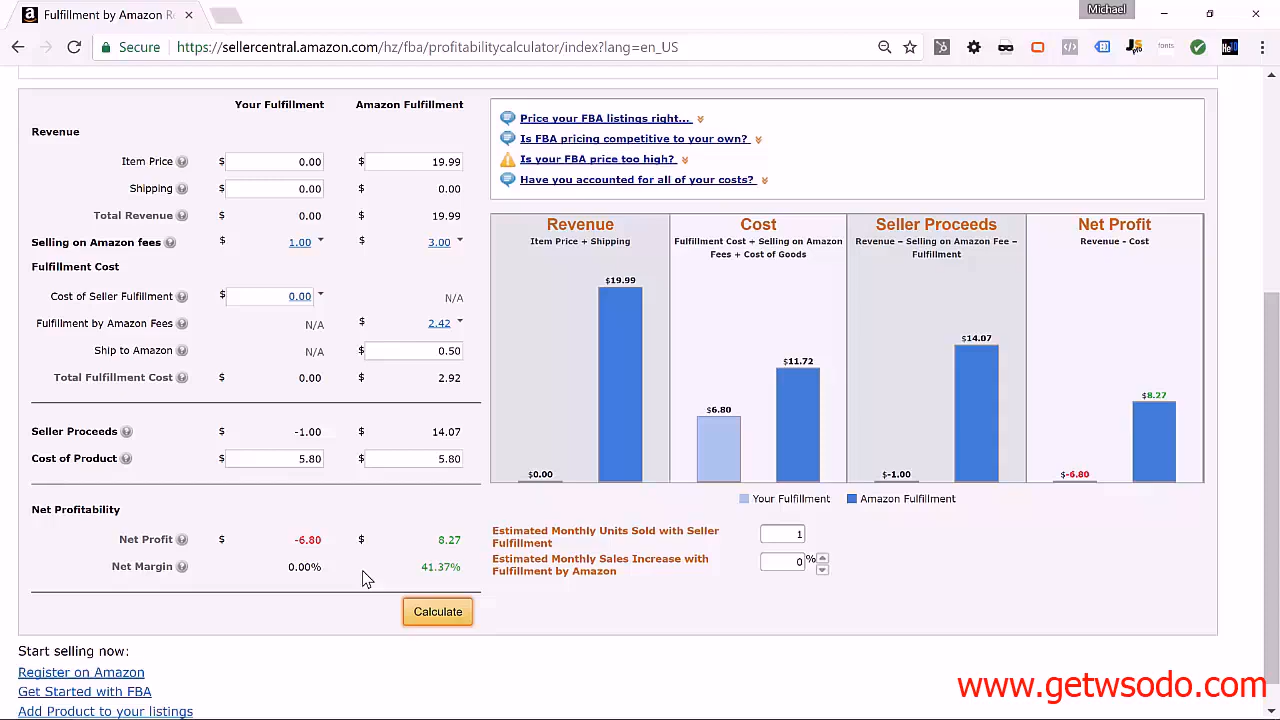 Fulfillment by Amazon Re
Michael
Secure https://sellercentral.amazon.com/hz/fba/profitabilitycalculator/index?lang=en_US
Your Fulfillment Amazon Fulfillment
Revenue
Item Price $ 0.00 $ 19.99
Shipping $ 0.00 $ 0.00
Total Revenue $ 0.00 $ 19.99
Selling on Amazon fees $ 1.00 $ 3.00
Fulfillment Cost
Cost of Seller Fulfillment $ 0.00 N/A
Fulfillment by Amazon Fees N/A $ 2.42
Ship to Amazon N/A $ 0.50
Total Fulfillment Cost $ 0.00 $ 2.92
Seller Proceeds $ -1.00 $ 14.07
Cost of Product $ 5.80 $ 5.80
Net Profitability
Net Profit $ -6.80 $ 8.27
Net Margin 0.00% 41.37%
Calculate
Price your FBA listings right...
Is FBA pricing competitive to your own?
Is your FBA price too high?
Have you accounted for all of your costs?
Revenue
Item Price + Shipping
$19.99
$0.00
Cost
Fulfillment Cost + Selling on Amazon
Fees + Cost of Goods
$11.72
$6.80
Seller Proceeds
Revenue − Selling on Amazon Fee −
Fulfillment
$14.07
$-1.00
Net Profit
Revenue - Cost
$8.27
$-6.80
Your Fulfillment Amazon Fulfillment
Estimated Monthly Units Sold with Seller
Fulfillment
1
Estimated Monthly Sales Increase with
Fulfillment by Amazon
0 %
Start selling now:
Register on Amazon
Get Started with FBA
Add Product to your listings
www.getwsodo.com